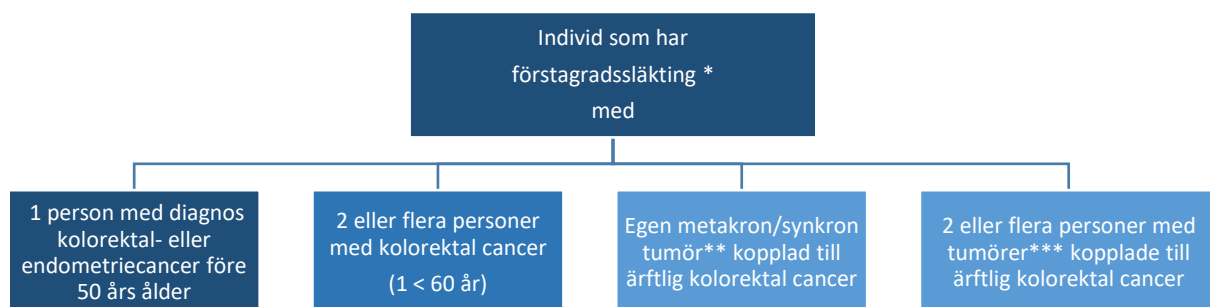 Individ som har
förstagradssläkting *
med
1 person med diagnos
kolorektal- eller
endometriecancer före
50 års ålder
2 eller flera personer
med kolorektal cancer
(1 < 60 år)
Egen metakron/synkron
tumör** kopplad till
ärftlig kolorektal cancer
2 eller flera personer med
tumörer*** kopplade till
ärftlig kolorektal cancer